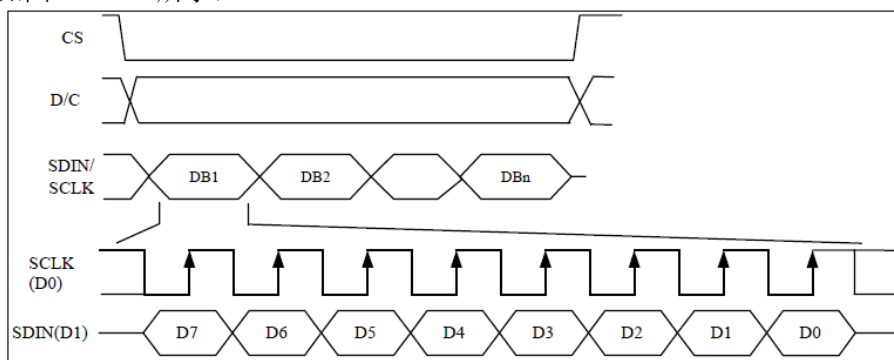 CS
D/C
SDIN/
SCLK
DB1 DB2 DBn
SCLK
(D0)
SDIN(D1) D7 D6 D5 D4 D3 D2 D1 D0